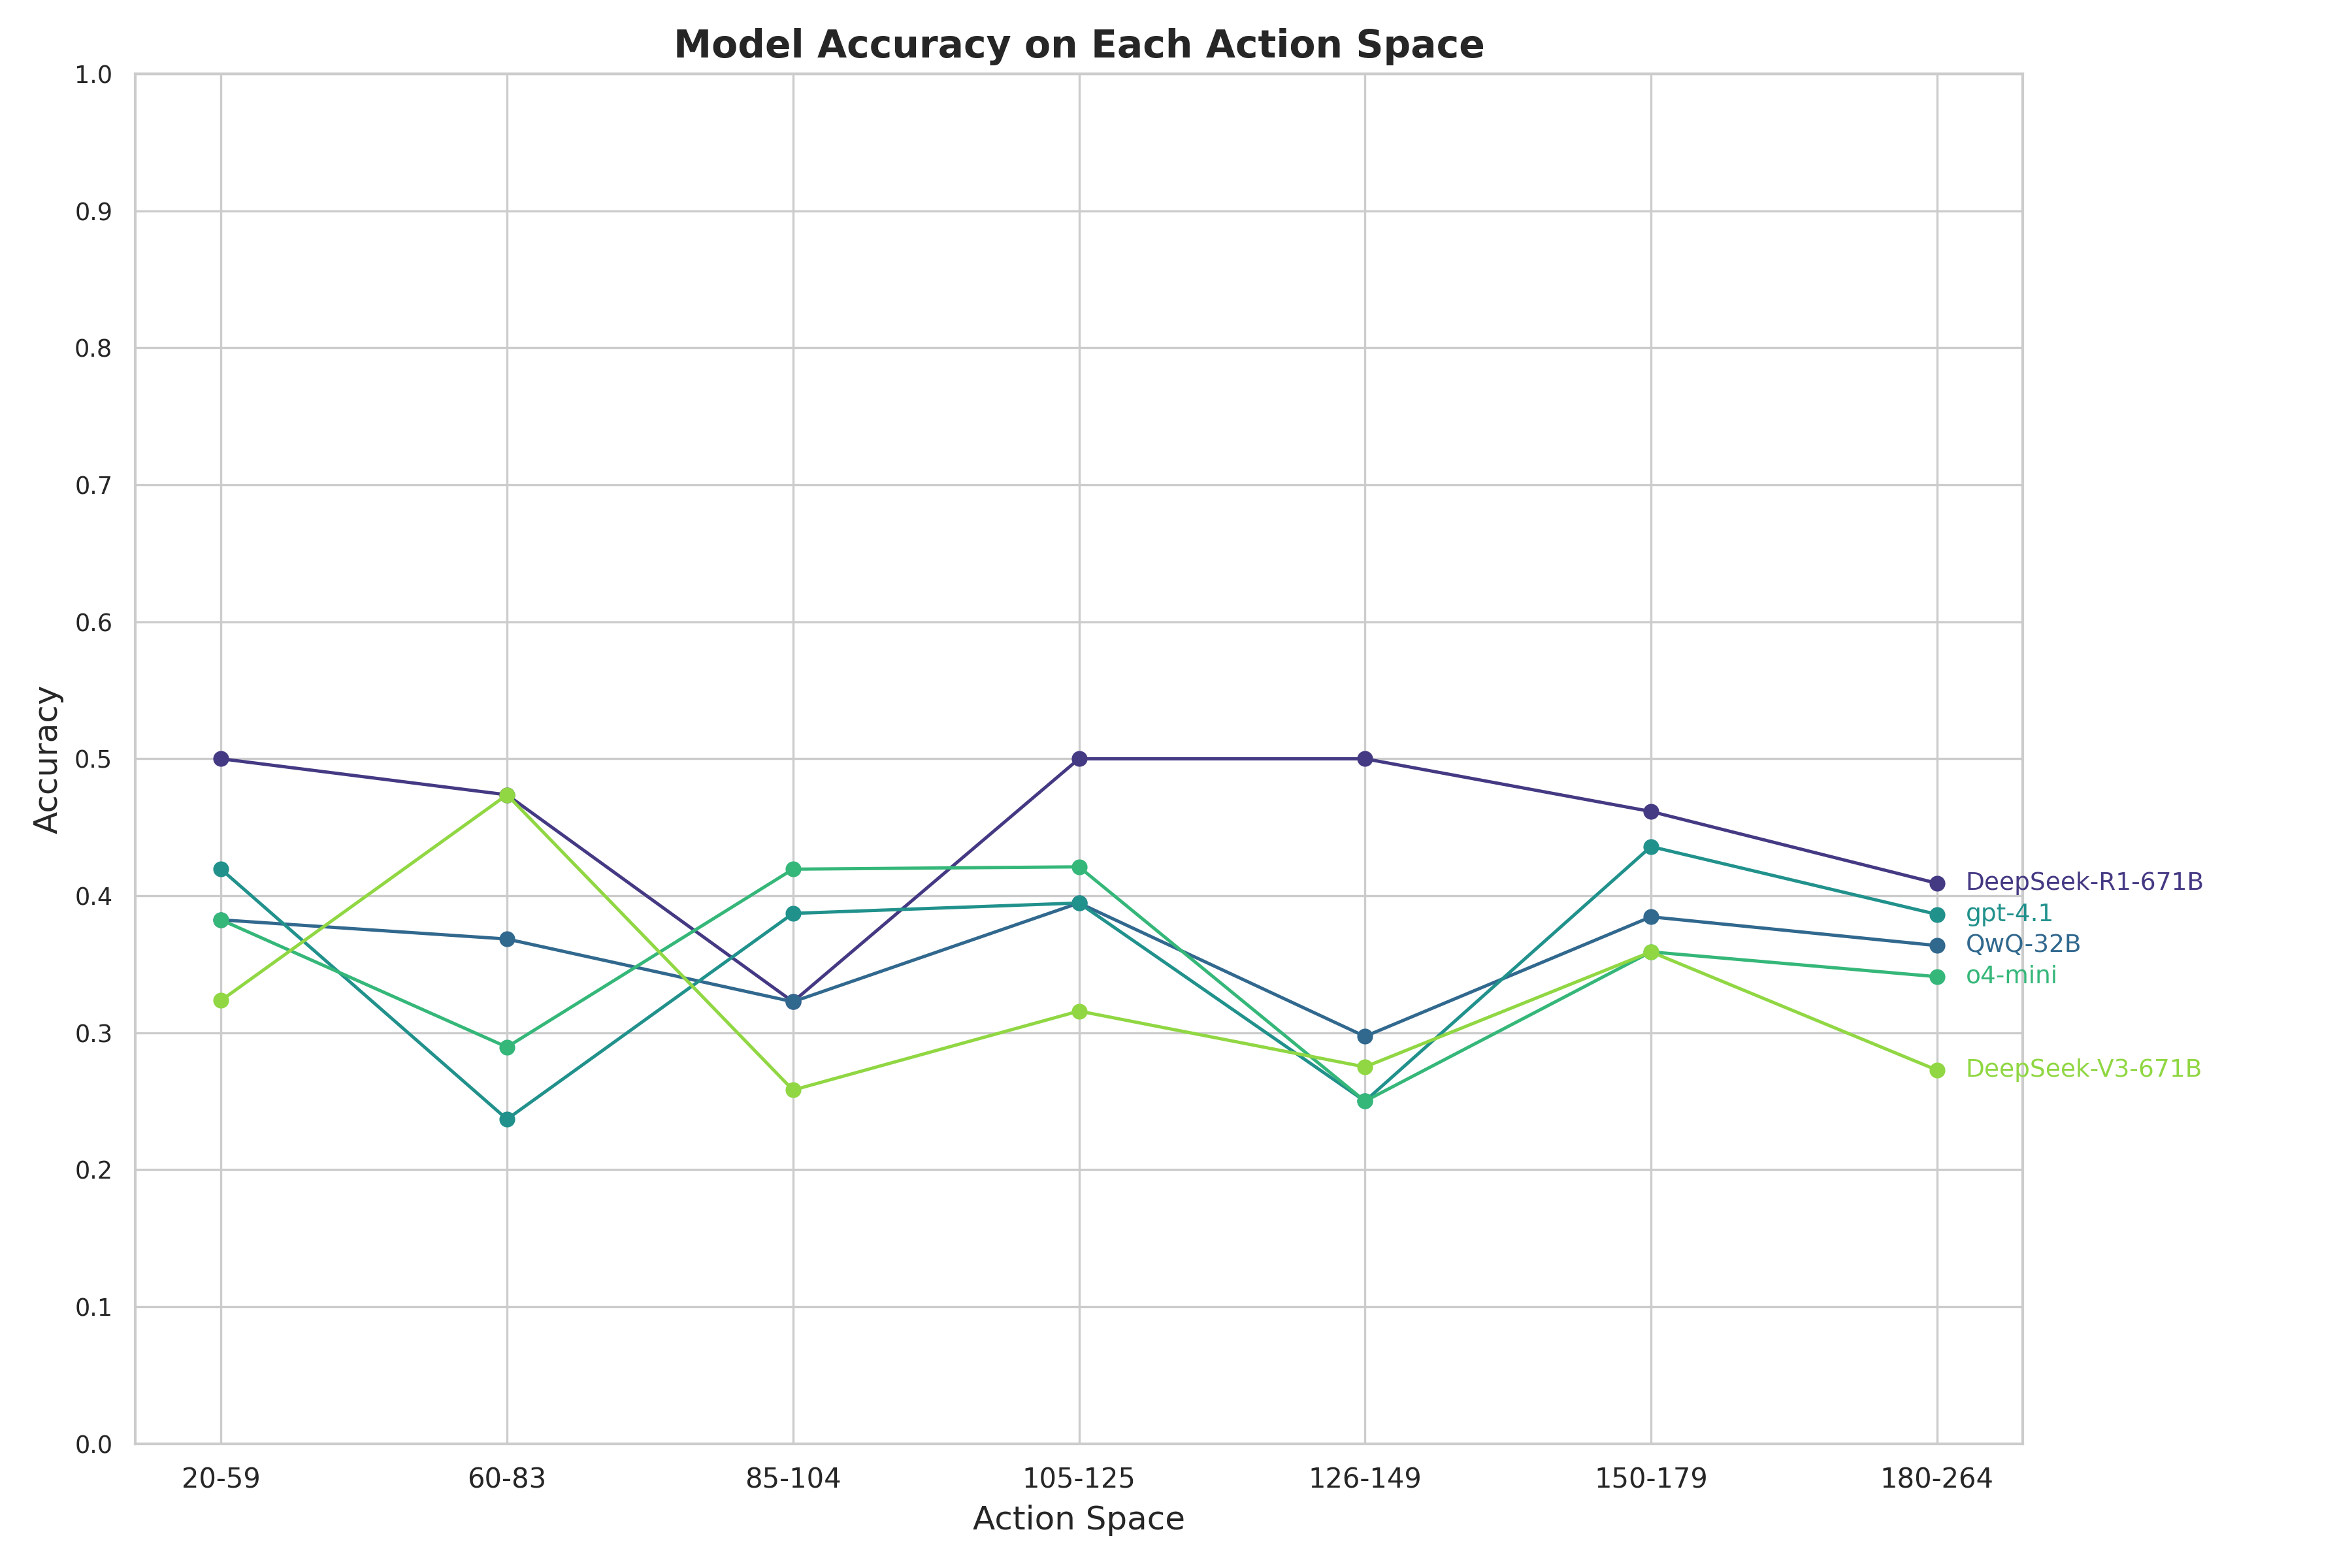 Model Accuracy on Each Action Space
1.0
0.9
0.8
0.7
0.6
0.5
0.4
0.3
0.2
0.1
0.0
Accuracy
DeepSeek-R1-671B
gpt-4.1
QwQ-32B
o4-mini
DeepSeek-V3-671B
20-59 60-83 85-104 105-125 126-149 150-179 180-264
Action Space